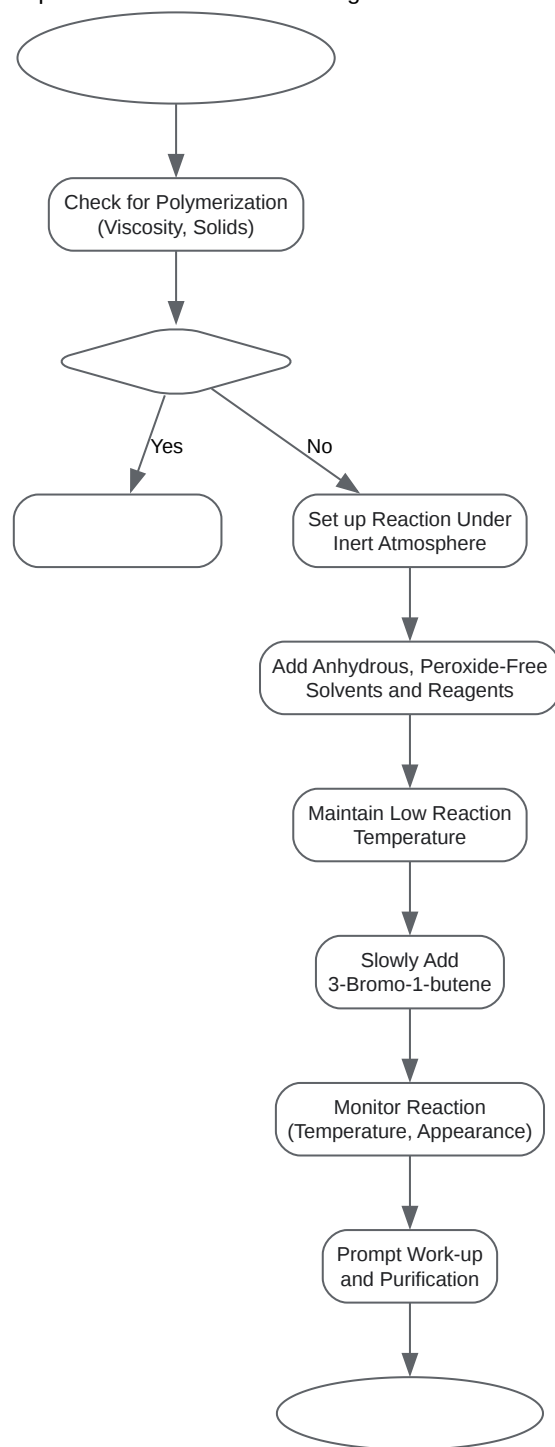 Check for Polymerization
(Viscosity, Solids)
Yes
No
Set up Reaction Under
Inert Atmosphere
Add Anhydrous, Peroxide-Free
Solvents and Reagents
Maintain Low Reaction
Temperature
Slowly Add
3-Bromo-1-butene
Monitor Reaction
(Temperature, Appearance)
Prompt Work-up
and Purification